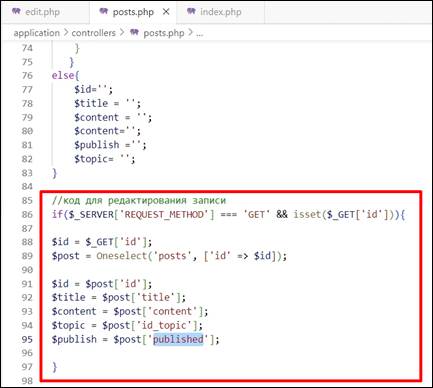 edit.php
posts.php
index.php
application > controllers > posts.php > ...
74 }
75 }
76 else{
77 $id='';
78 $title = '';
79 $content = '';
80 $content='';
81 $publish ='';
82 $topic= '';
83 }
84
85 //код для редактирования записи
86 if($_SERVER['REQUEST_METHOD'] === 'GET' && isset($_GET['id'])){
87
88 $id = $_GET['id'];
89 $post = Oneselect('posts', ['id' => $id]);
90
91 $id = $post['id'];
92 $title = $post['title'];
93 $content = $post['content'];
94 $topic = $post['id_topic'];
95 $publish = $post['published'];
96
97 }
98